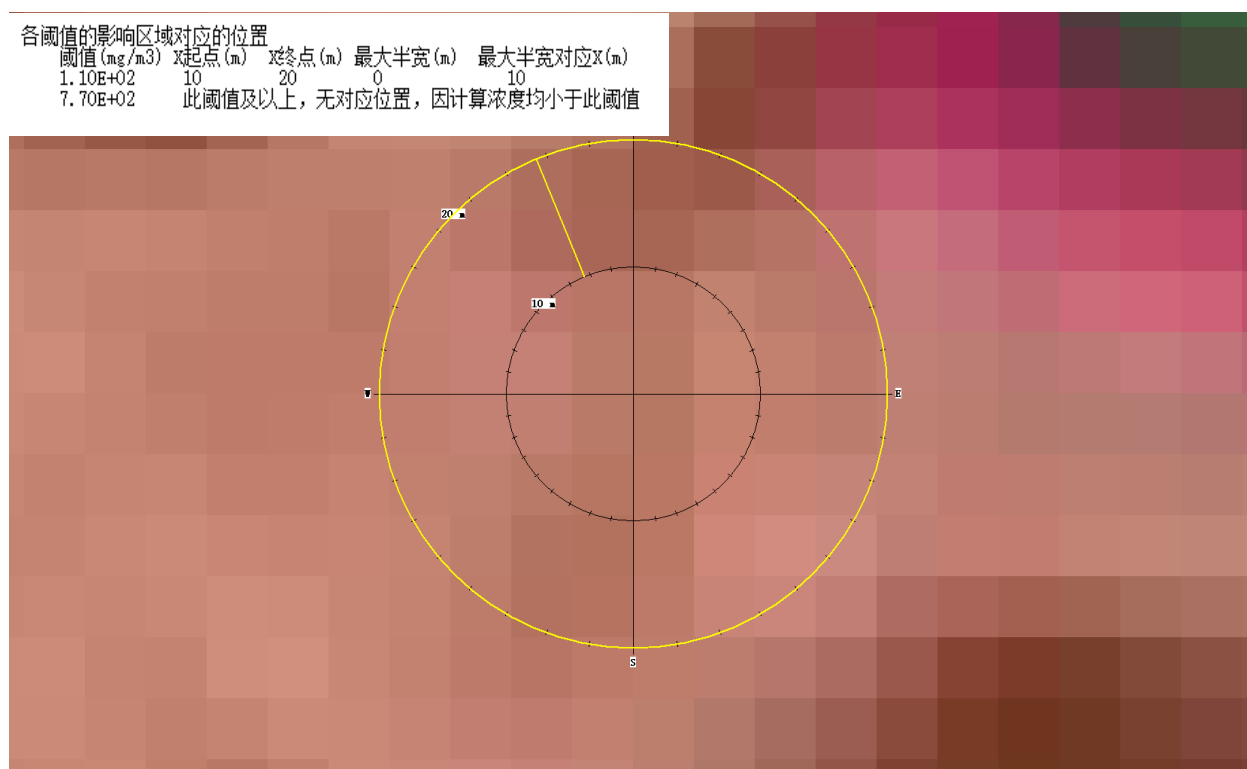 各阈值的影响区域对应的位置
阈值(mg/m3) X起点(m) X终点(m) 最大半宽(m) 最大半宽对应X(m)
1.10E+02 10 20 0 10
7.70E+02 此阈值及以上，无对应位置，因计算浓度均小于此阈值
20 m
10 m
W
E
S